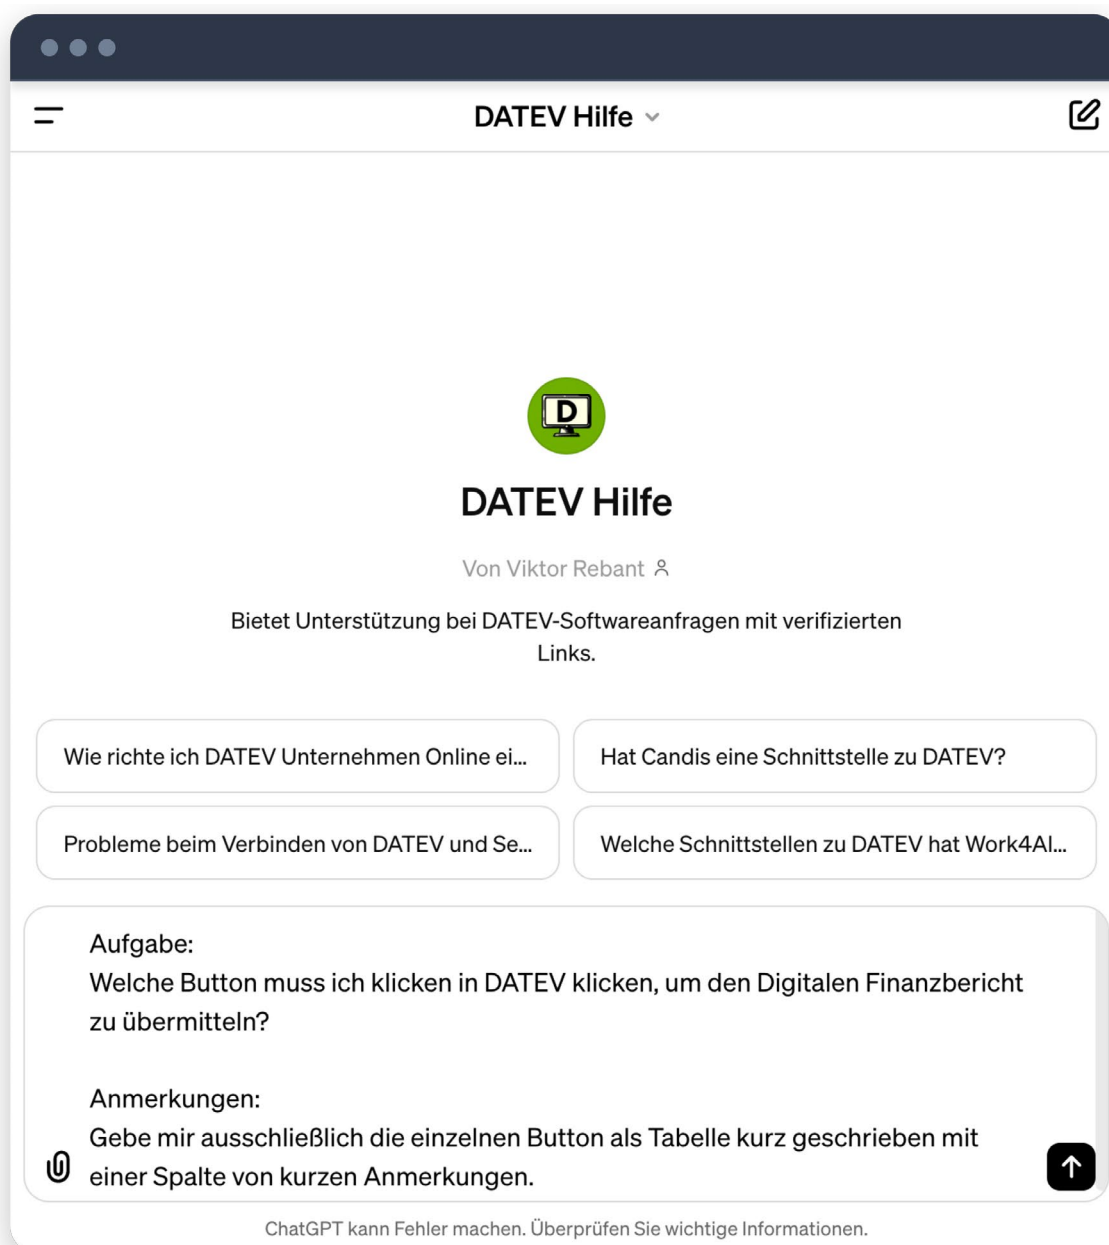 DATEV Hilfe
D
DATEV Hilfe
Von Viktor Rebant
Bietet Unterstützung bei DATEV-Softwareanfragen mit verifizierten
Links.
Wie richte ich DATEV Unternehmen Online ei...
Hat Candis eine Schnittstelle zu DATEV?
Probleme beim Verbinden von DATEV und Se...
Welche Schnittstellen zu DATEV hat Work4AI...
Aufgabe:
Welche Button muss ich klicken in DATEV klicken, um den Digitalen Finanzbericht
zu übermitteln?
Anmerkungen:
Gebe mir ausschließlich die einzelnen Button als Tabelle kurz geschrieben mit
einer Spalte von kurzen Anmerkungen.
ChatGPT kann Fehler machen. Überprüfen Sie wichtige Informationen.